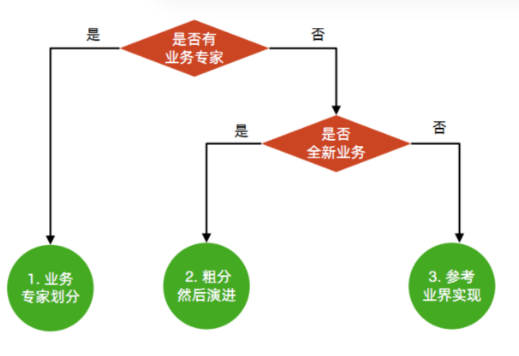 是
是否有
业务专家
否
是
是否
全新业务
否
1. 业务
专家划分
2. 粗分
然后演进
3. 参考
业界实现